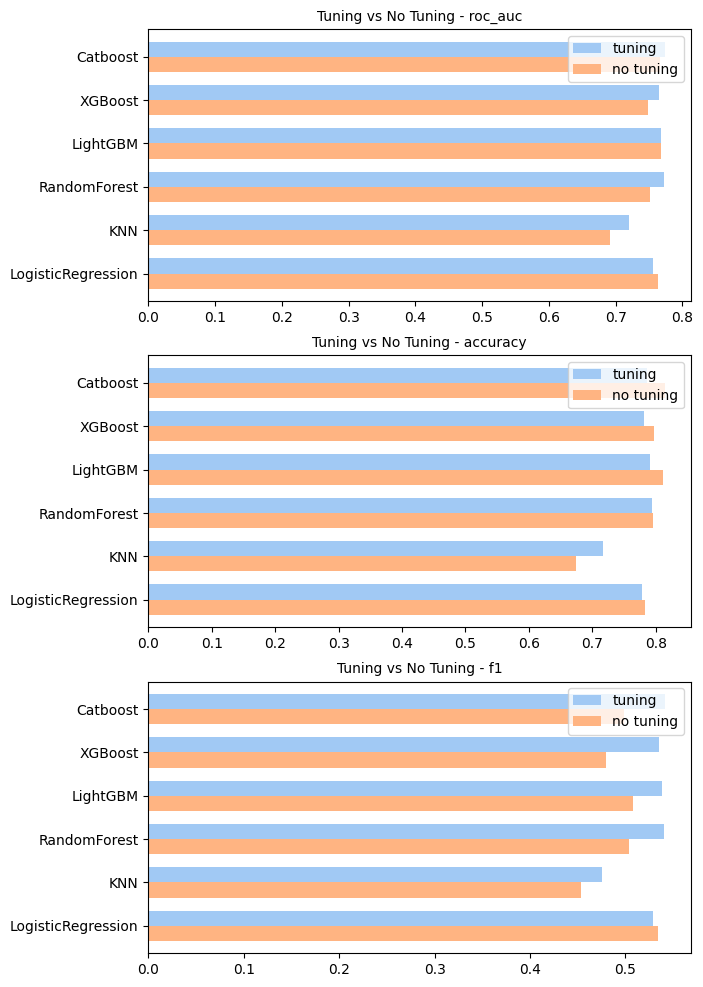 Tuning vs No Tuning - roc_auc
Catboost
XGBoost
LightGBM
RandomForest
KNN
LogisticRegression
tuning
no tuning
0.0 0.1 0.2 0.3 0.4 0.5 0.6 0.7 0.8
Tuning vs No Tuning - accuracy
Catboost
XGBoost
LightGBM
RandomForest
KNN
LogisticRegression
tuning
no tuning
0.0 0.1 0.2 0.3 0.4 0.5 0.6 0.7 0.8
Tuning vs No Tuning - f1
Catboost
XGBoost
LightGBM
RandomForest
KNN
LogisticRegression
tuning
no tuning
0.0 0.1 0.2 0.3 0.4 0.5